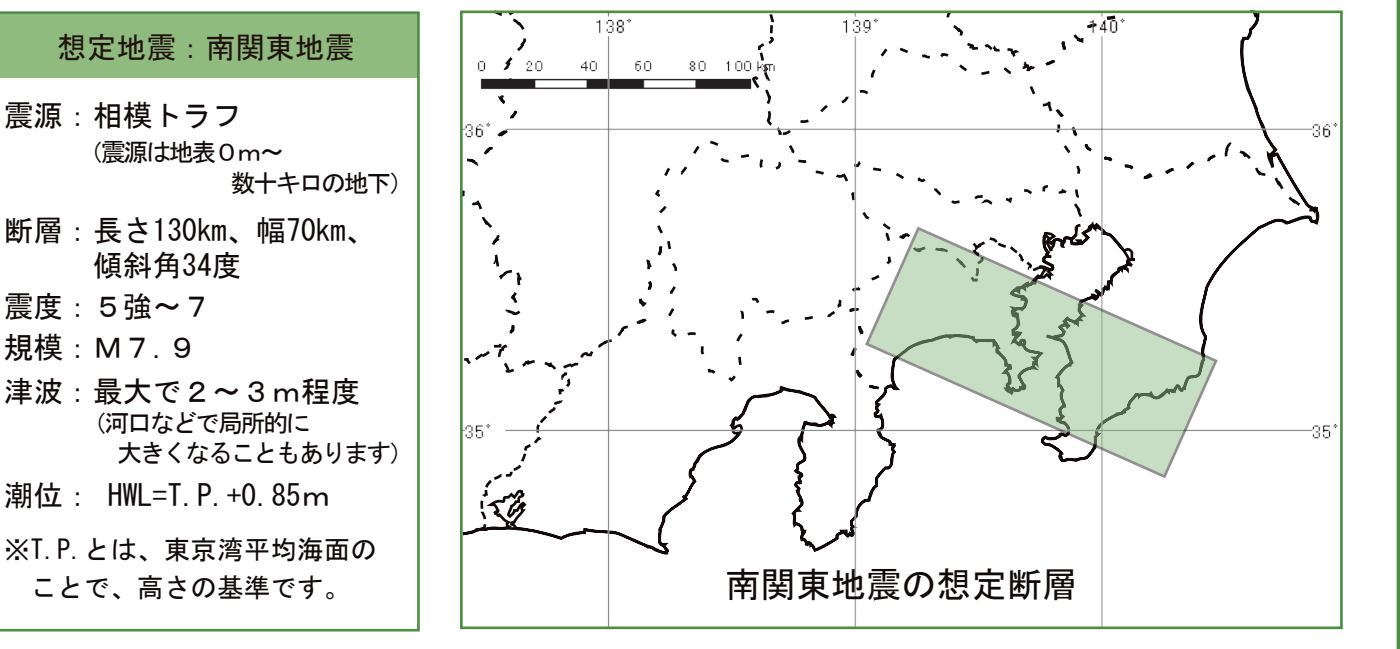 想定地震：南関東地震
震源：相模トラフ
（震源は地表０ｍ～
数十キロの地下）
断層：長さ130km、幅70km、
傾斜角34度
震度：５強～７
規模：Ｍ７．９
津波：最大で２～３ｍ程度
（河口などで局所的に
大きくなることもあります）
潮位： HWL=T.P.+0.85ｍ
※T.P.とは、東京湾平均海面の
ことで、高さの基準です。
138° 139° 140°
0 20 40 60 80 100 km
36° 36°
35° 35°
南関東地震の想定断層